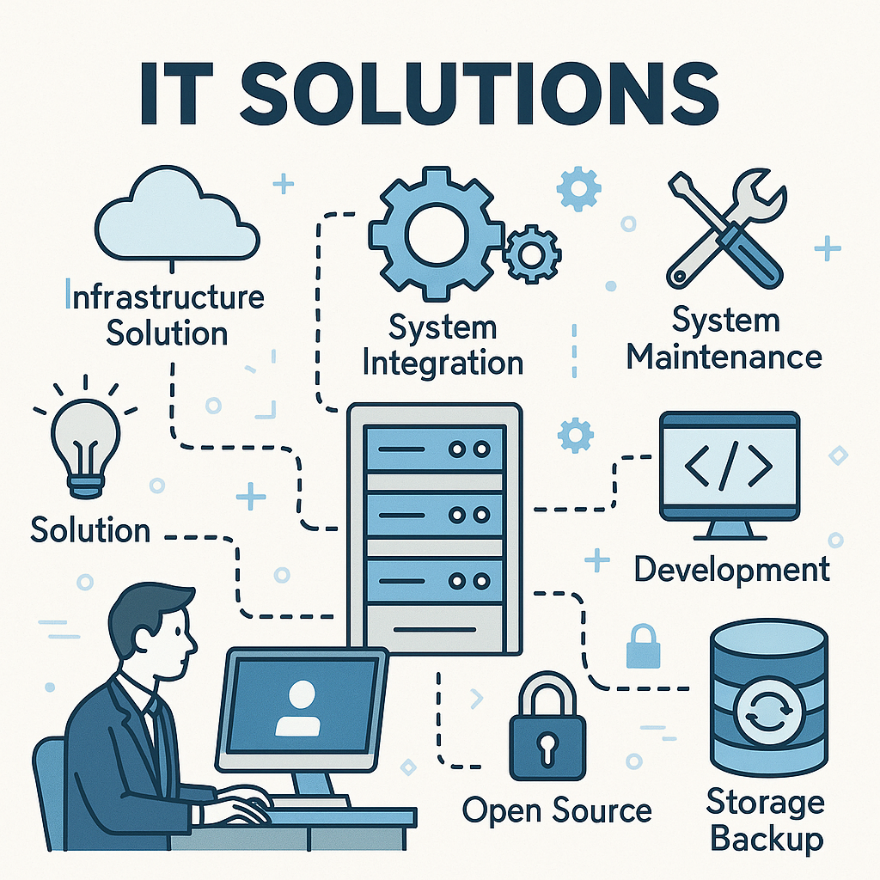 IT SOLUTIONS
Infrastructure
Solution
System
Integration
System
Maintenance
Solution
</>
Development
Open Source
Storage
Backup